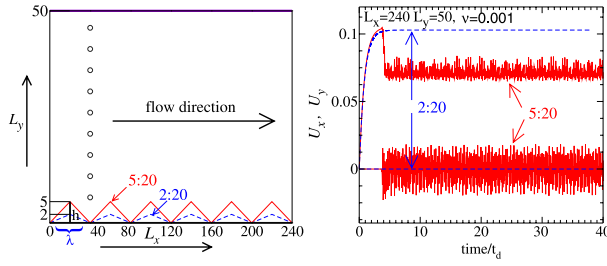 50
L_y
flow direction
5:20
2:20
5
2
h
0 40 80 120 160 200 240
λ
L_x
L_x=240 L_y=50, ν=0.001
0.1
U_x, U_y
0.05
2:20
5:20
0
0 10 20 30 40
time/t_d